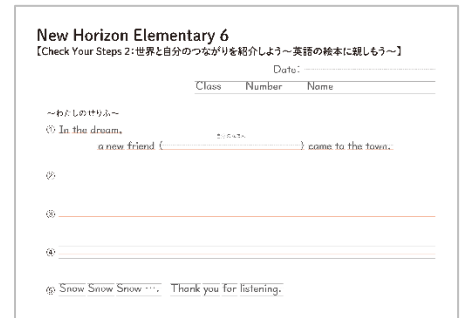 New Horizon Elementary 6
【Check Your Steps 2：世界と自分のつながりを紹介しよう～英語の絵本に親しもう～】
Date:
Class Number Name
～わたしのせりふ～
① In the dream,
a new friend ( ) came to the town.
②
③
④
⑤ Snow Snow Snow …. Thank you for listening.